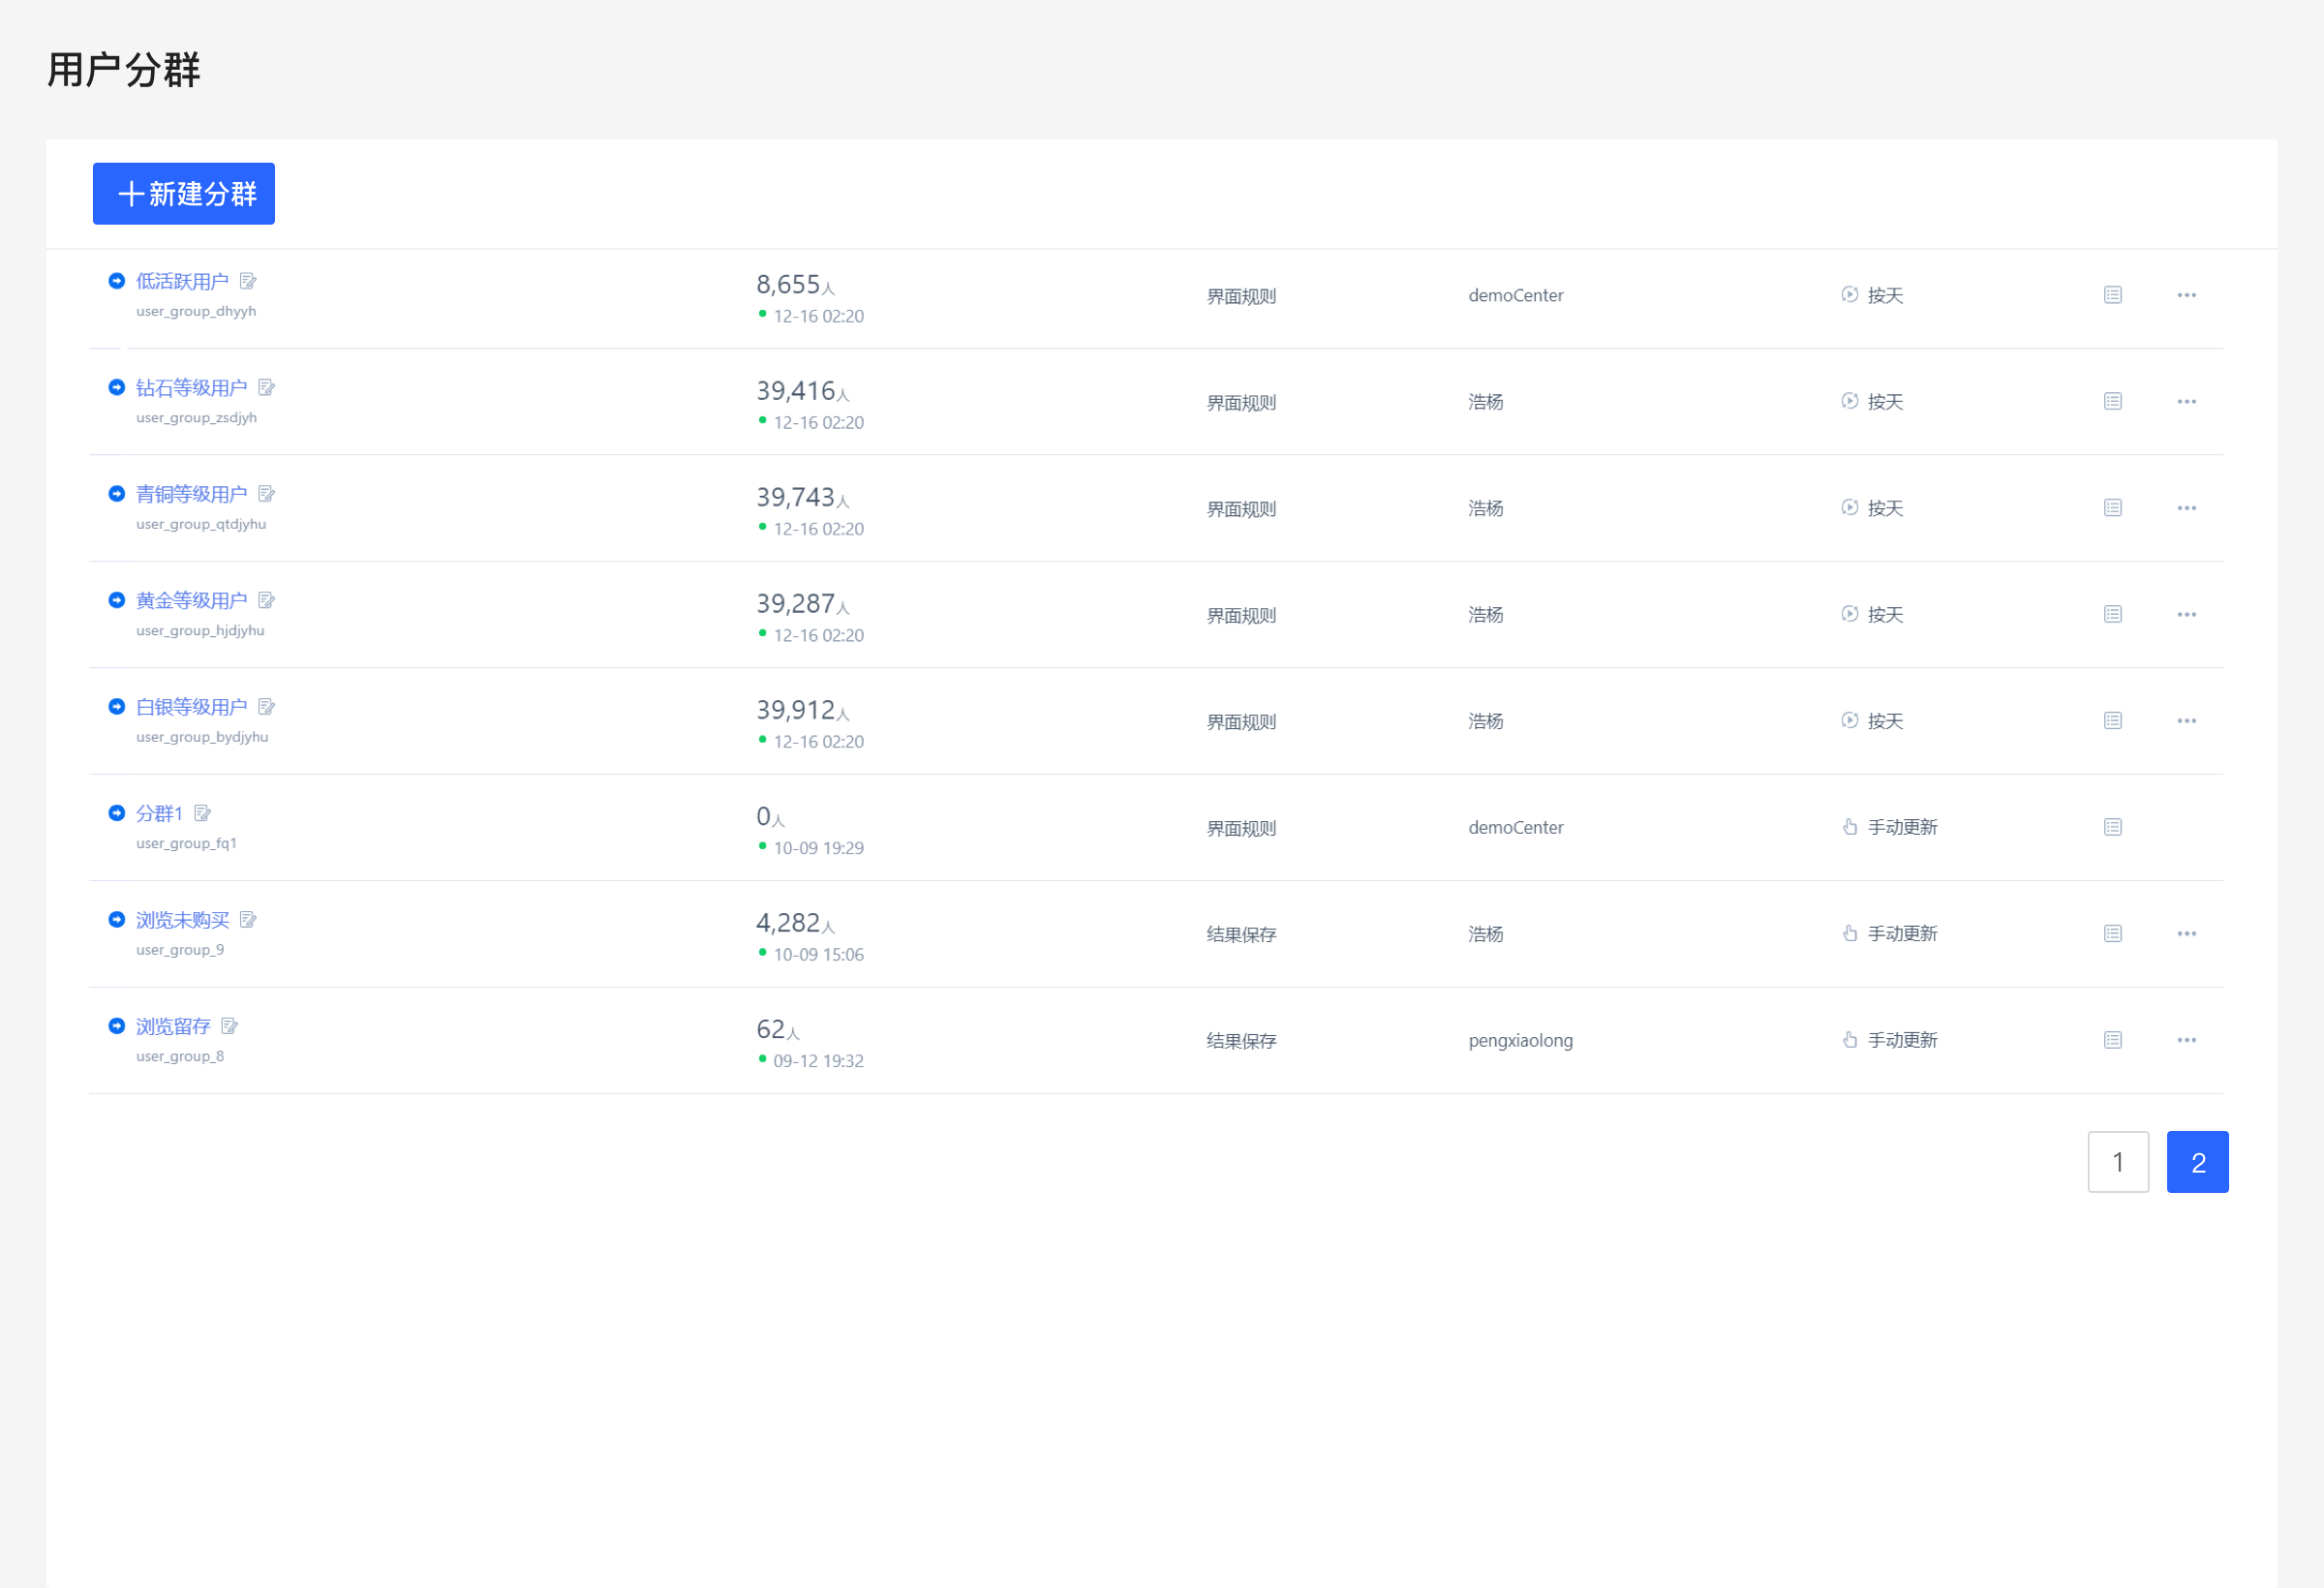 用户分群
新建分群
低活跃用户 8,655人 界面规则 demoCenter 按天
user_group_dhyyh 12-16 02:20
钻石等级用户 39,416人 界面规则 浩杨 按天
user_group_zsdjyh 12-16 02:20
青铜等级用户 39,743人 界面规则 浩杨 按天
user_group_qtdjyhu 12-16 02:20
黄金等级用户 39,287人 界面规则 浩杨 按天
user_group_hjdjyhu 12-16 02:20
白银等级用户 39,912人 界面规则 浩杨 按天
user_group_bydjyhu 12-16 02:20
分群1 0人 界面规则 demoCenter 手动更新
user_group_fq1 10-09 19:29
浏览未购买 4,282人 结果保存 浩杨 手动更新
user_group_9 10-09 15:06
浏览留存 62人 结果保存 pengxiaolong 手动更新
user_group_8 09-12 19:32
1 2